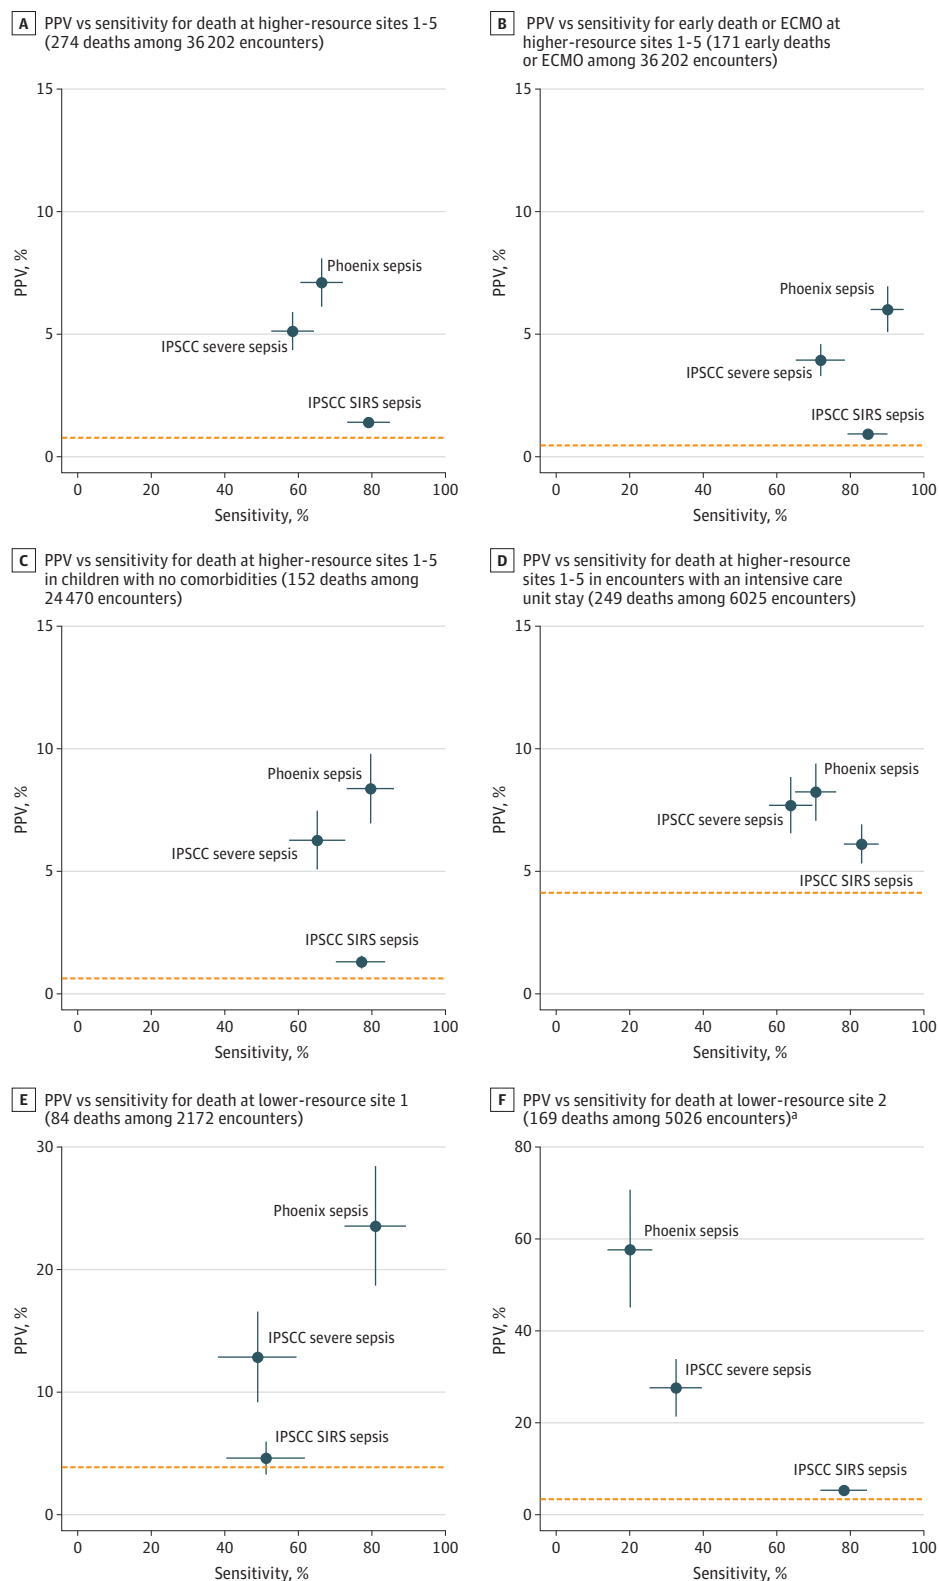 A PPV vs sensitivity for death at higher-resource sites 1-5
(274 deaths among 36 202 encounters)
15
10
5
0
PPV, %
Phoenix sepsis
IPSCC severe sepsis
IPSCC SIRS sepsis
0 20 40 60 80 100
Sensitivity, %
B PPV vs sensitivity for early death or ECMO at
higher-resource sites 1-5 (171 early deaths
or ECMO among 36 202 encounters)
15
10
5
0
PPV, %
Phoenix sepsis
IPSCC severe sepsis
IPSCC SIRS sepsis
0 20 40 60 80 100
Sensitivity, %
C PPV vs sensitivity for death at higher-resource sites 1-5
in children with no comorbidities (152 deaths among
24 470 encounters)
15
10
5
0
PPV, %
Phoenix sepsis
IPSCC severe sepsis
IPSCC SIRS sepsis
0 20 40 60 80 100
Sensitivity, %
D PPV vs sensitivity for death at higher-resource
sites 1-5 in encounters with an intensive care
unit stay (249 deaths among 6025 encounters)
15
10
5
0
PPV, %
Phoenix sepsis
IPSCC severe sepsis
IPSCC SIRS sepsis
0 20 40 60 80 100
Sensitivity, %
E PPV vs sensitivity for death at lower-resource site 1
(84 deaths among 2172 encounters)
30
20
10
0
PPV, %
Phoenix sepsis
IPSCC severe sepsis
IPSCC SIRS sepsis
0 20 40 60 80 100
Sensitivity, %
F PPV vs sensitivity for death at lower-resource site 2
(169 deaths among 5026 encounters)ᵃ
80
60
40
20
0
PPV, %
Phoenix sepsis
IPSCC severe sepsis
IPSCC SIRS sepsis
0 20 40 60 80 100
Sensitivity, %